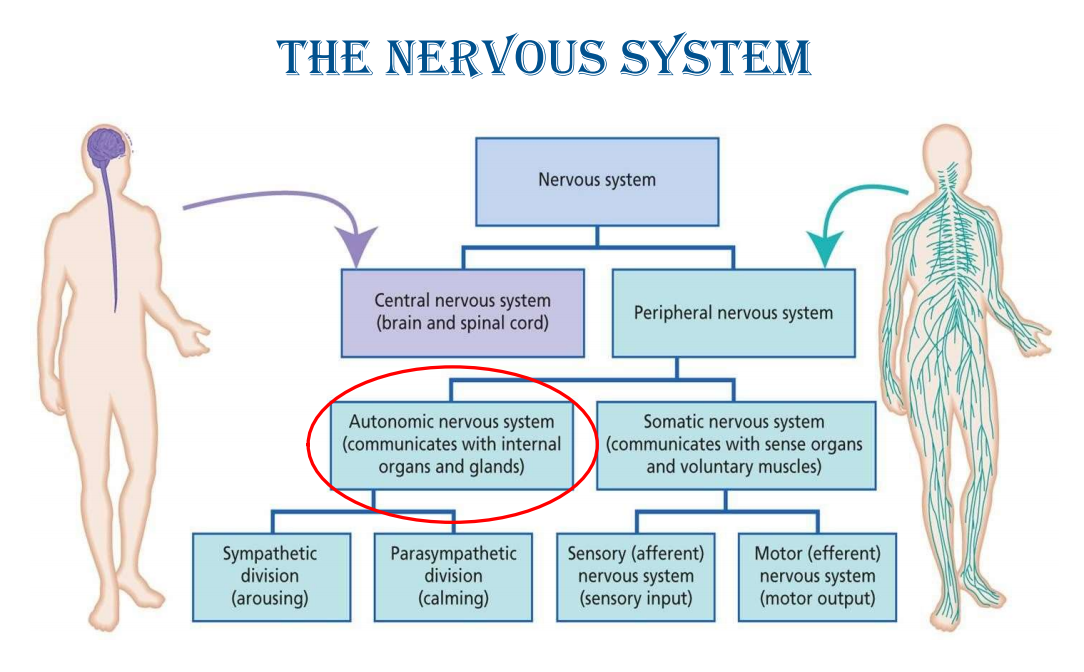 THE NERVOUS SYSTEM
Nervous system
Central nervous system
(brain and spinal cord)
Peripheral nervous system
Autonomic nervous system
(communicates with internal
organs and glands)
Somatic nervous system
(communicates with sense organs
and voluntary muscles)
Sympathetic
division
(arousing)
Parasympathetic
division
(calming)
Sensory (afferent)
nervous system
(sensory input)
Motor (efferent)
nervous system
(motor output)